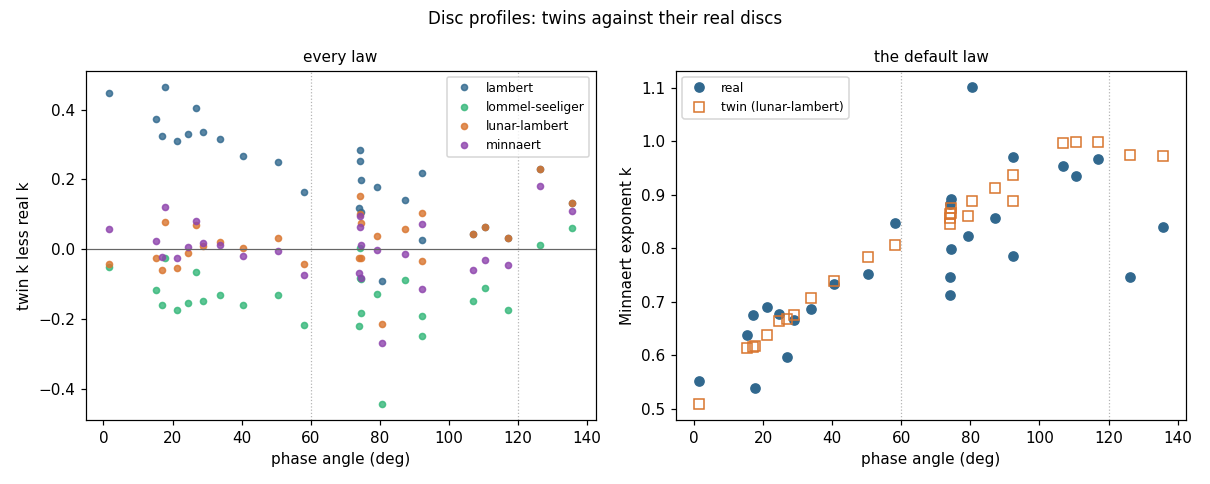 Disc profiles: twins against their real discs
every law
twin k less real k
0.4
0.2
0.0
−0.2
−0.4
lambert
lommel-seeliger
lunar-lambert
minnaert
0 20 40 60 80 100 120 140
phase angle (deg)
the default law
Minnaert exponent k
1.1
1.0
0.9
0.8
0.7
0.6
0.5
real
twin (lunar-lambert)
0 20 40 60 80 100 120 140
phase angle (deg)